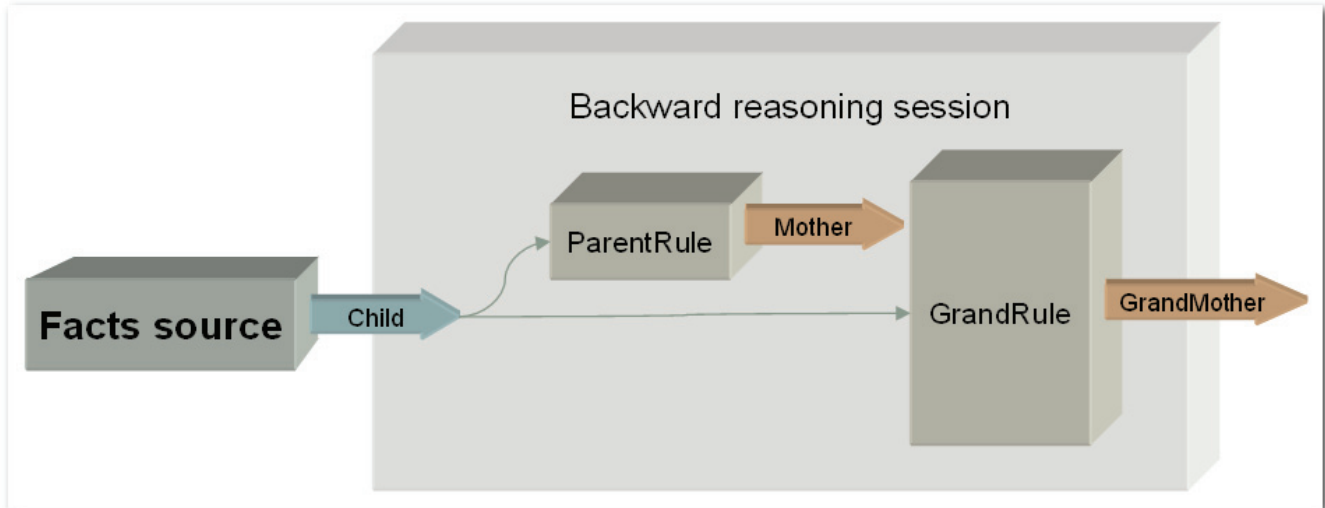 Backward reasoning session
ParentRule
Mother
Facts source
Child
GrandRule
GrandMother